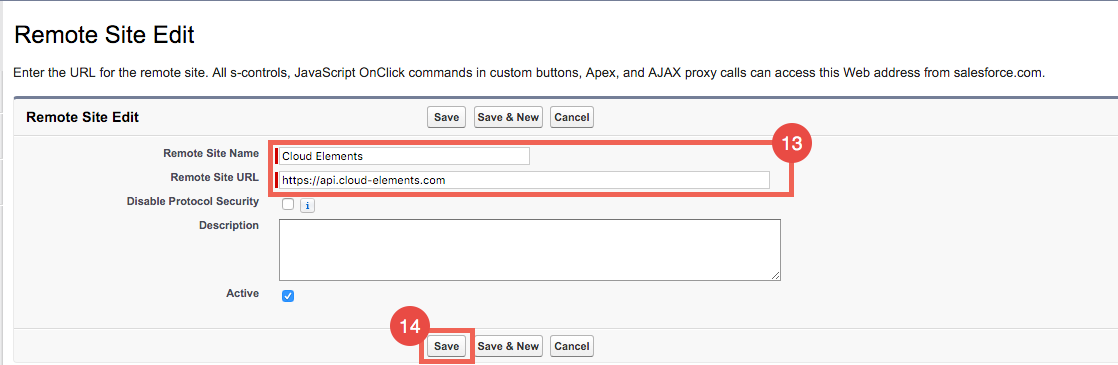 Remote Site Edit
Enter the URL for the remote site. All s-controls, JavaScript OnClick commands in custom buttons, Apex, and AJAX proxy calls can access this Web address from salesforce.com.
Remote Site Edit Save Save & New Cancel
13
Remote Site Name Cloud Elements
Remote Site URL https://api.cloud-elements.com
Disable Protocol Security i
Description
Active
14
Save Save & New Cancel